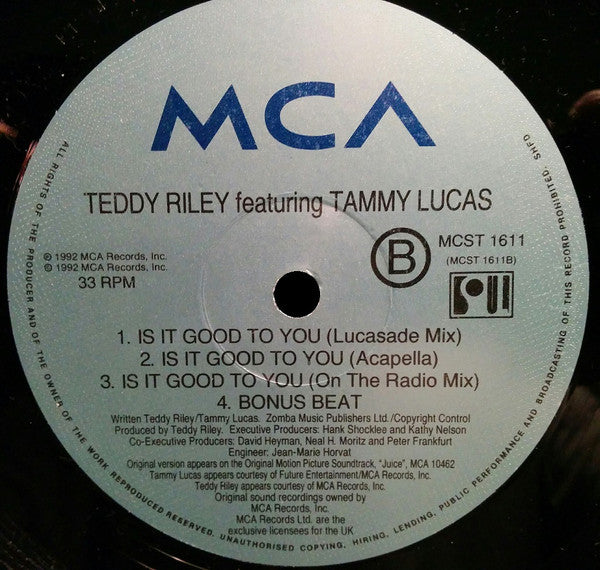 MCA
TEDDY RILEY featuring TAMMY LUCAS
℗ 1992 MCA Records, Inc.
© 1992 MCA Records, Inc.
33 RPM
B
MCST 1611
(MCST 1611B)
1. IS IT GOOD TO YOU (Lucasade Mix)
2. IS IT GOOD TO YOU (Acapella)
3. IS IT GOOD TO YOU (On The Radio Mix)
4. BONUS BEAT
Written Teddy Riley/Tammy Lucas. Zomba Music Publishers Ltd./Copyright Control
Produced by Teddy Riley. Executive Producers: Hank Shocklee and Kathy Nelson
Co-Executive Producers: David Heyman, Neal H. Moritz and Peter Frankfurt
Engineer: Jean-Marie Horvat
Original version appears on the Original Motion Picture Soundtrack, "Juice", MCA 10462
Tammy Lucas appears courtesy of Future Entertainment/MCA Records, Inc.
Teddy Riley appears courtesy of MCA Records, Inc.
Original sound recordings owned by
MCA Records, Inc.
MCA Records Ltd. are the
exclusive licensees for the UK
ALL RIGHTS OF THE PRODUCER AND OF THE OWNER OF THE WORK REPRODUCED RESERVED. UNAUTHORISED COPYING, HIRING, LENDING, PUBLIC PERFORMANCE AND BROADCASTING OF THIS RECORD PROHIBITED. SHFD